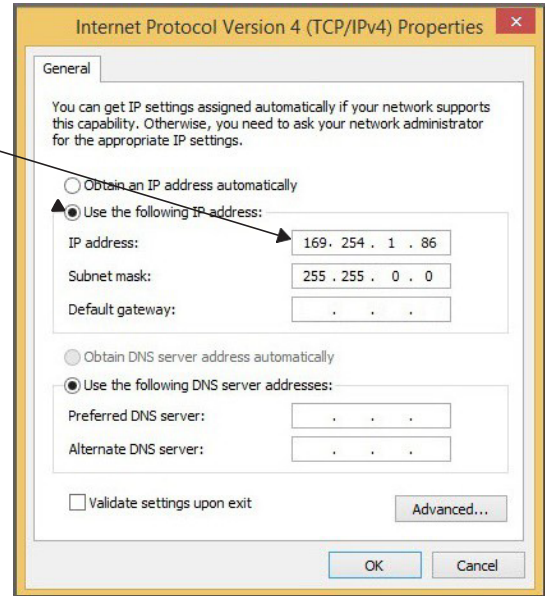 Internet Protocol Version 4 (TCP/IPv4) Properties
General
You can get IP settings assigned automatically if your network supports
this capability. Otherwise, you need to ask your network administrator
for the appropriate IP settings.
Obtain an IP address automatically
Use the following IP address:
IP address: 169 . 254 . 1 . 86
Subnet mask: 255 . 255 . 0 . 0
Default gateway: . . .
Obtain DNS server address automatically
Use the following DNS server addresses:
Preferred DNS server: . . .
Alternate DNS server: . . .
Validate settings upon exit
Advanced...
OK Cancel